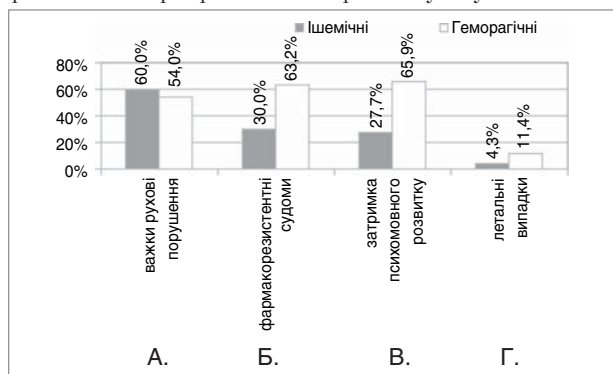 Ішемічні Геморагічні
80%
60%
40%
20%
0%
60,0%
54,0%
30,0%
63,2%
27,7%
65,9%
4,3%
11,4%
важки рухові
порушення
фармакорезистентні
судоми
затримка
психомовного
розвитку
летальні
випадки
А. Б. В. Г.